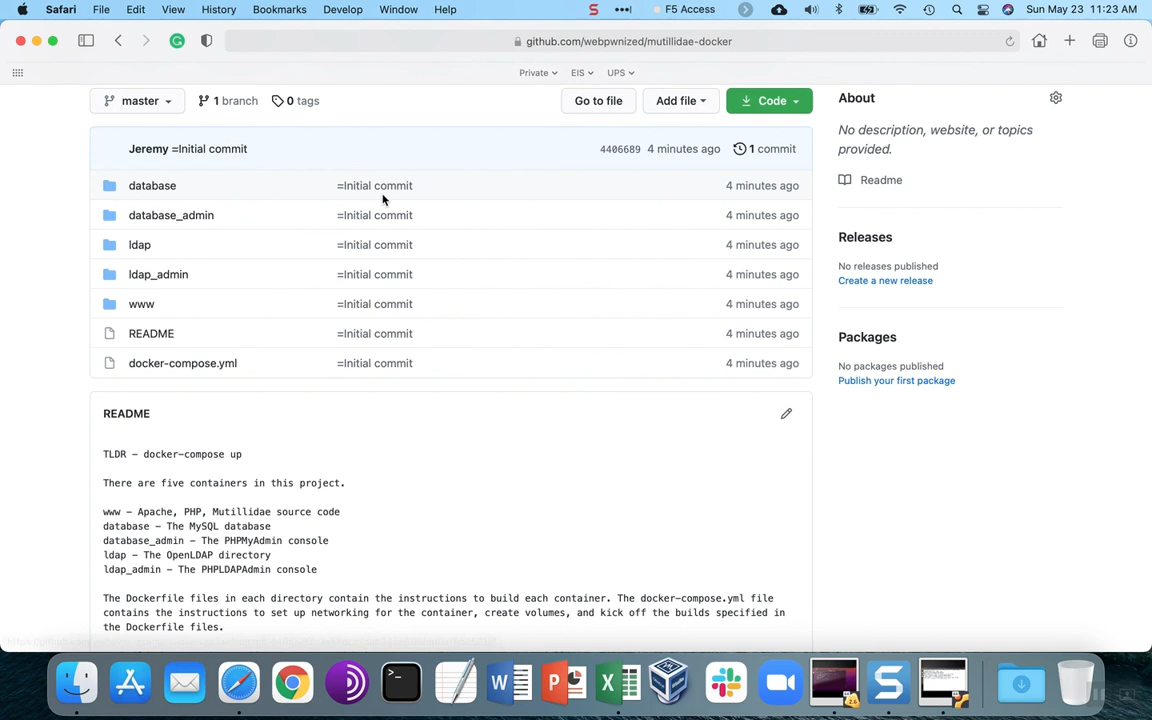 Safari File Edit View History Bookmarks Develop Window Help F5 Access Sun May 23 11:23 AM
github.com/webpwnized/mutillidae-docker
Private EIS UPS
master 1 branch 0 tags Go to file Add file Code
Jeremy =Initial commit 4406689 4 minutes ago 1 commit
database =Initial commit 4 minutes ago
database_admin =Initial commit 4 minutes ago
ldap =Initial commit 4 minutes ago
ldap_admin =Initial commit 4 minutes ago
www =Initial commit 4 minutes ago
README =Initial commit 4 minutes ago
docker-compose.yml =Initial commit 4 minutes ago
README
TLDR - docker-compose up
There are five containers in this project.
www - Apache, PHP, Mutillidae source code
database - The MySQL database
database_admin - The PHPMyAdmin console
ldap - The OpenLDAP directory
ldap_admin - The PHPLDAPAdmin console
The Dockerfile files in each directory contain the instructions to build each container. The docker-compose.yml file
contains the instructions to set up networking for the container, create volumes, and kick off the builds specified in
the Dockerfile files.
About
No description, website, or topics
provided.
Readme
Releases
No releases published
Create a new release
Packages
No packages published
Publish your first package